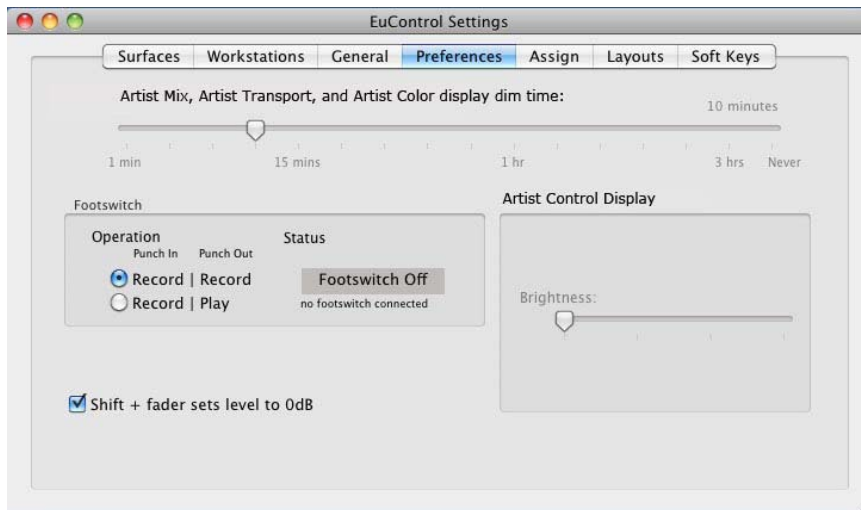 EuControl Settings
Surfaces Workstations General Preferences Assign Layouts Soft Keys
Artist Mix, Artist Transport, and Artist Color display dim time:
10 minutes
1 min 15 mins 1 hr 3 hrs Never
Footswitch
Operation Status
Punch In Punch Out
Record | Record
Footswitch Off
Record | Play
no footswitch connected
Artist Control Display
Brightness:
Shift + fader sets level to 0dB